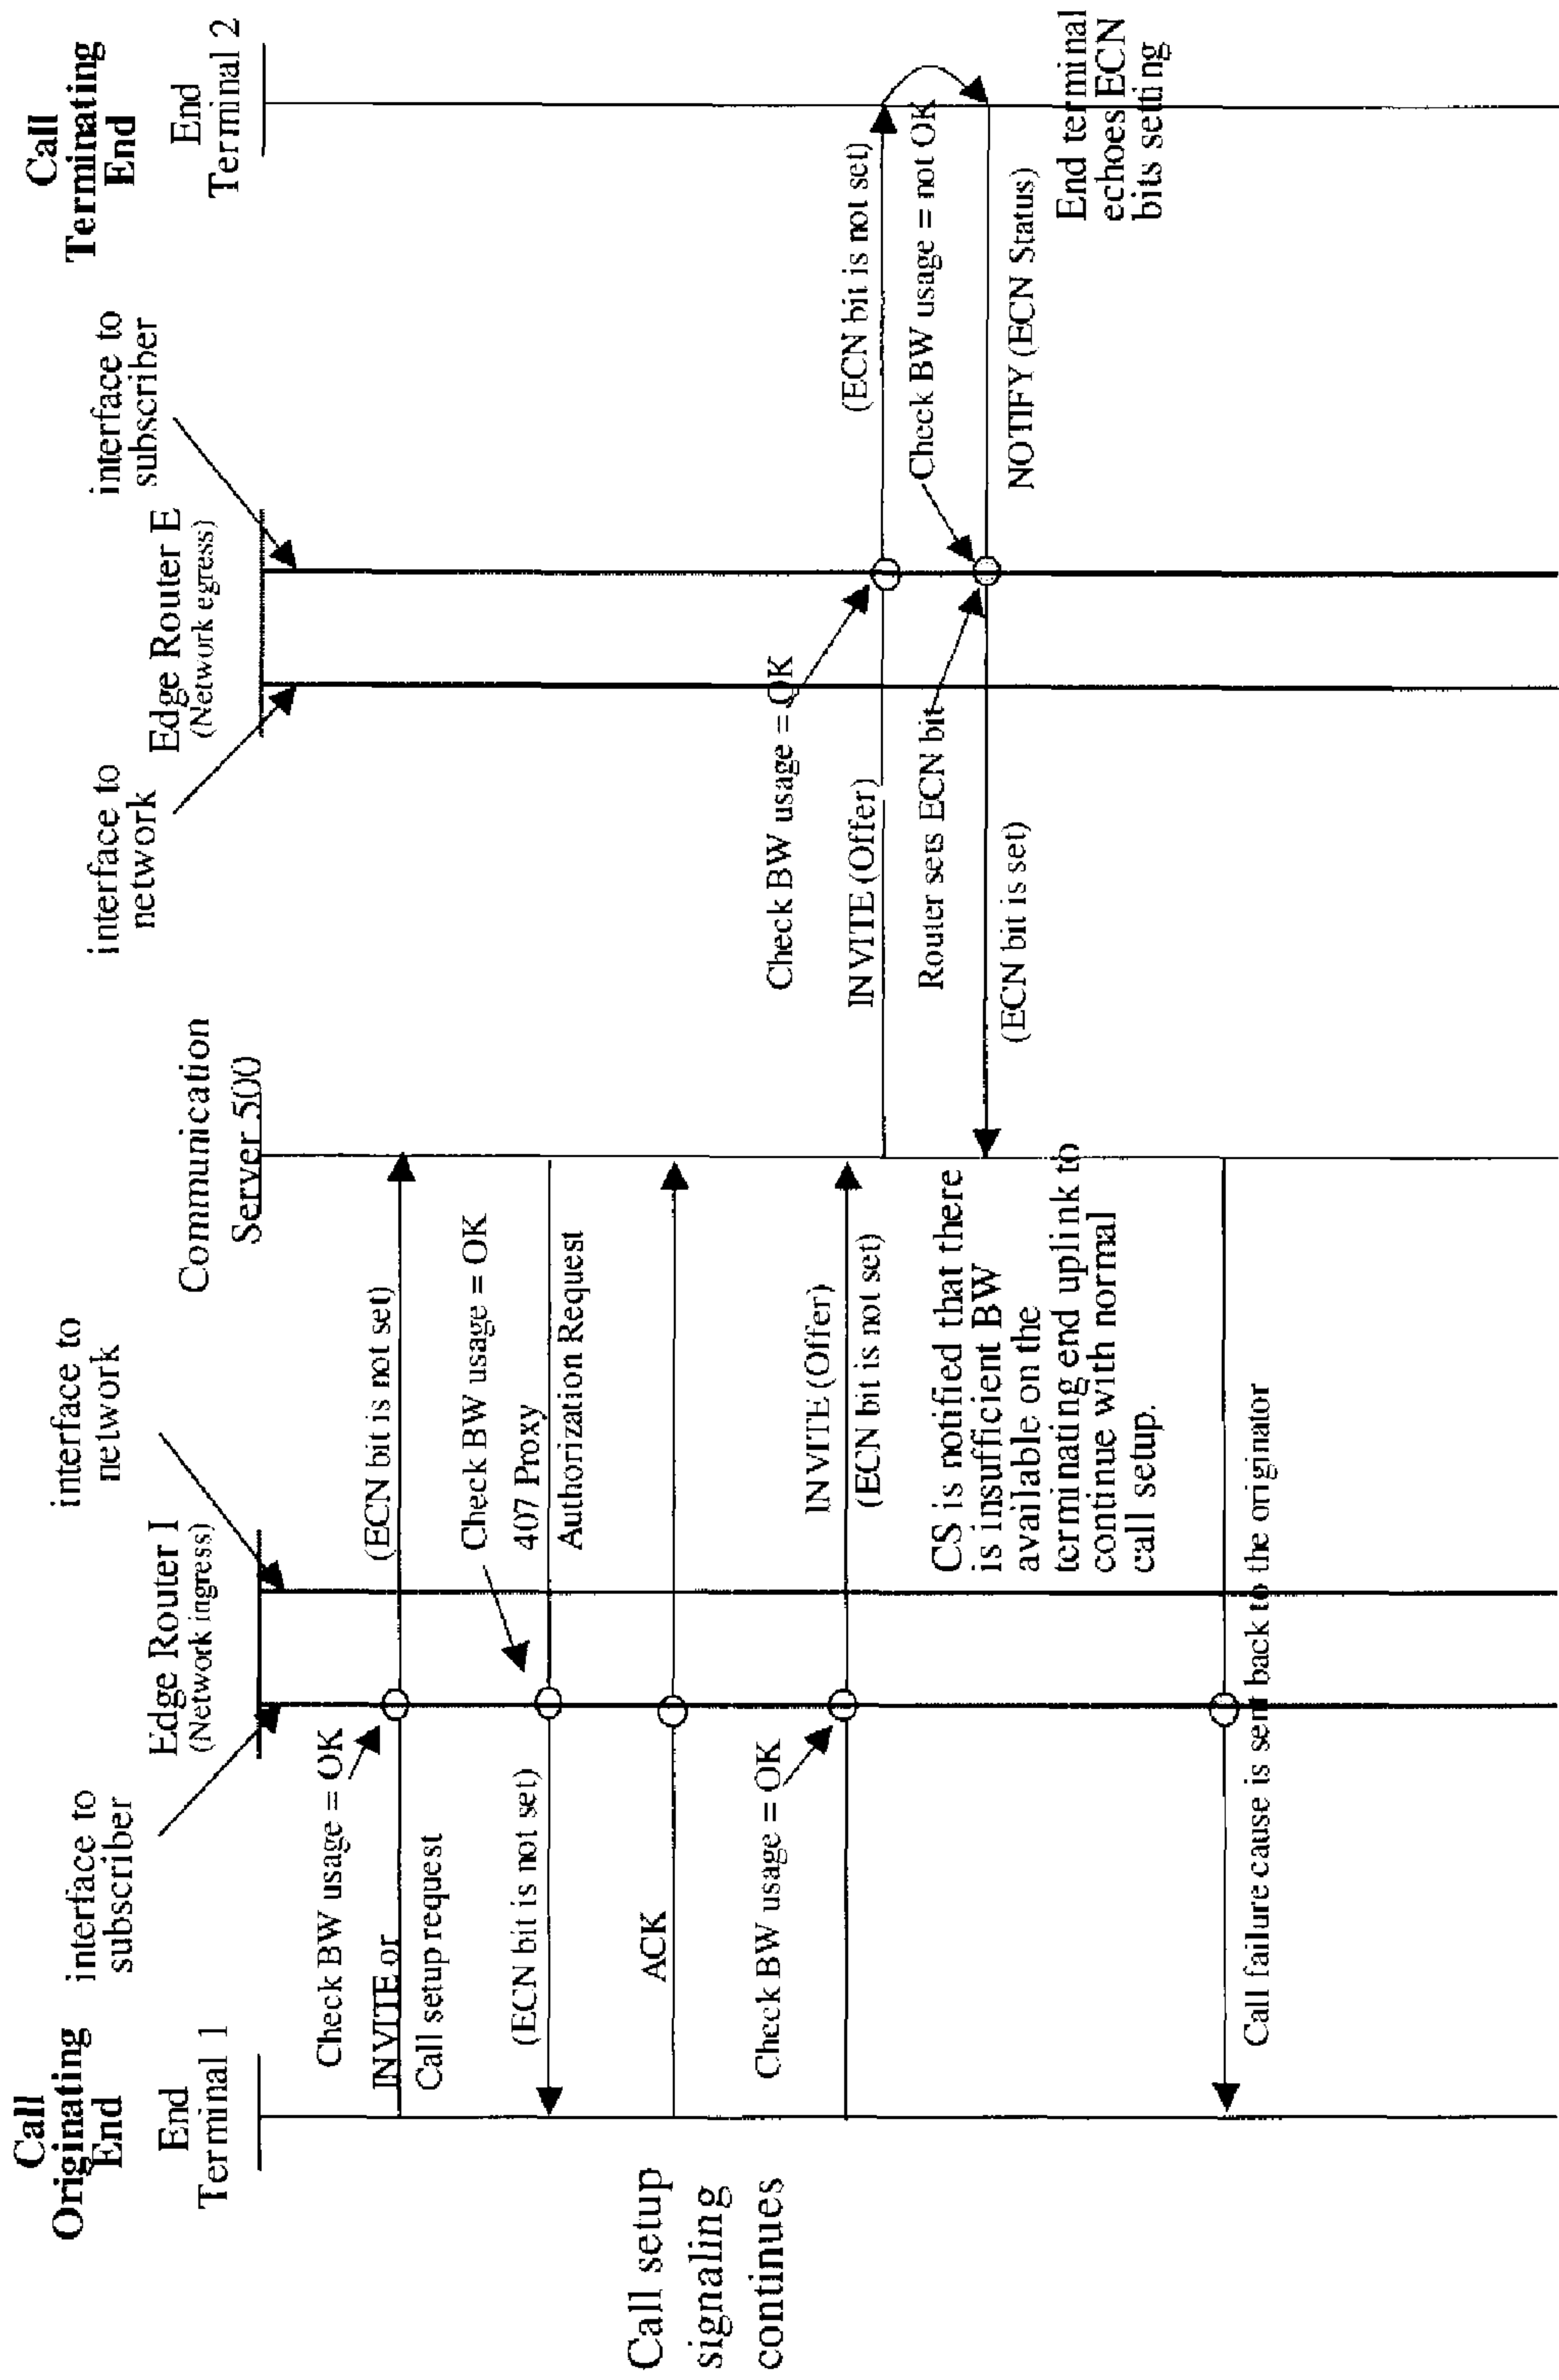 Call
Originating
End
End
Terminal 1
interface to
subscriber
Edge Router I
(Network ingress)
interface to
network
Communication
Server 500
interface to
network
Edge Router E
(Network egress)
interface to
subscriber
Call
Terminating
End
End
Terminal 2
Check BW usage = OK
INVITE or
Call setup request
(ECN bit is not set)
Check BW usage = OK
407 Proxy
Authorization Request
(ECN bit is not set)
Call setup
signaling
continues
ACK
Check BW usage = OK
INVITE (Offer)
(ECN bit is not set)
Check BW usage = OK
INVITE (Offer)
(ECN bit is not set)
Check BW usage = not OK
Router sets ECN bit
NOTIFY (ECN Status)
(ECN bit is set)
End terminal
echoes ECN
bits setting
CS is notified that there
is insufficient BW
available on the
terminating end uplink to
continue with normal
call setup.
Call failure cause is sent back to the originator